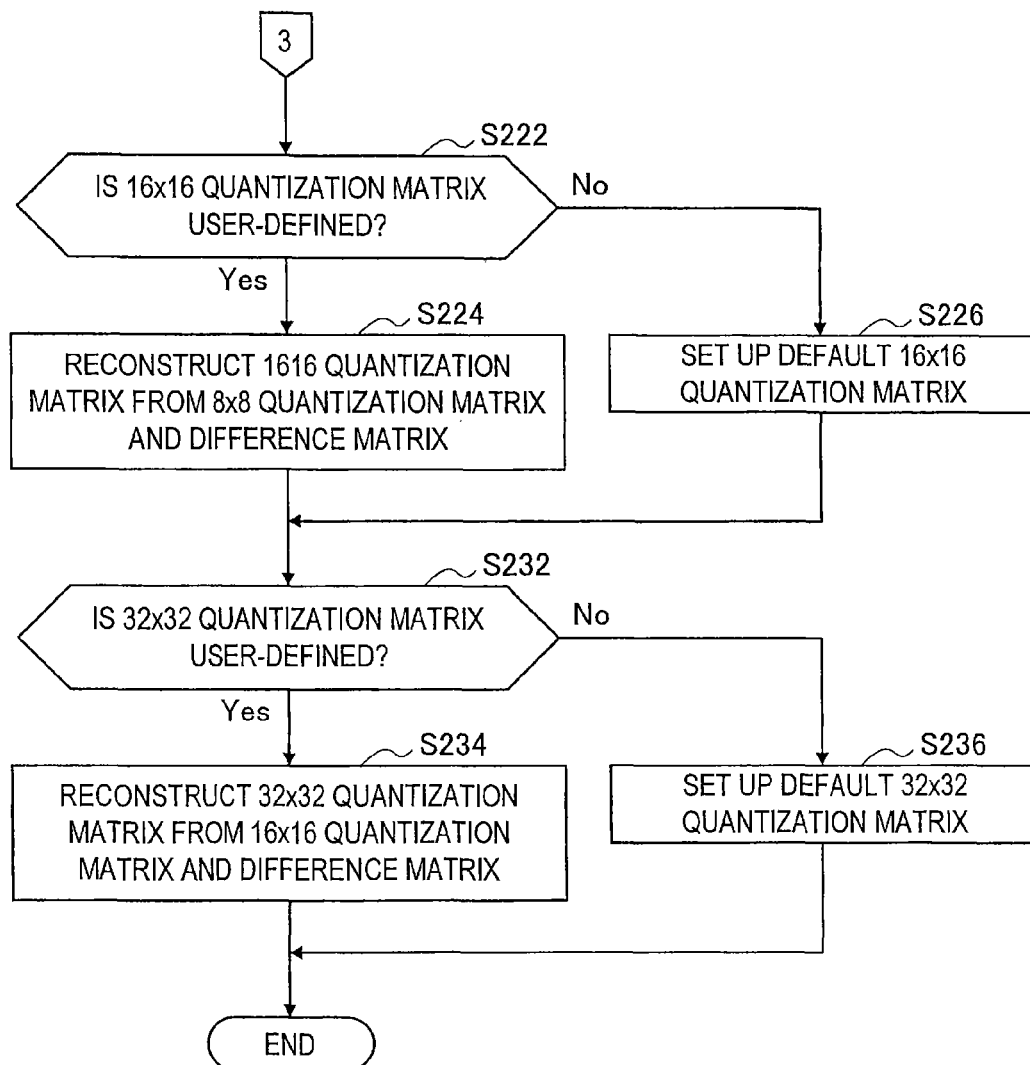 3
S222
IS 16x16 QUANTIZATION MATRIX
USER-DEFINED?
No
Yes
S224
RECONSTRUCT 1616 QUANTIZATION
MATRIX FROM 8x8 QUANTIZATION MATRIX
AND DIFFERENCE MATRIX
S226
SET UP DEFAULT 16x16
QUANTIZATION MATRIX
S232
IS 32x32 QUANTIZATION MATRIX
USER-DEFINED?
No
Yes
S234
RECONSTRUCT 32x32 QUANTIZATION
MATRIX FROM 16x16 QUANTIZATION
MATRIX AND DIFFERENCE MATRIX
S236
SET UP DEFAULT 32x32
QUANTIZATION MATRIX
END